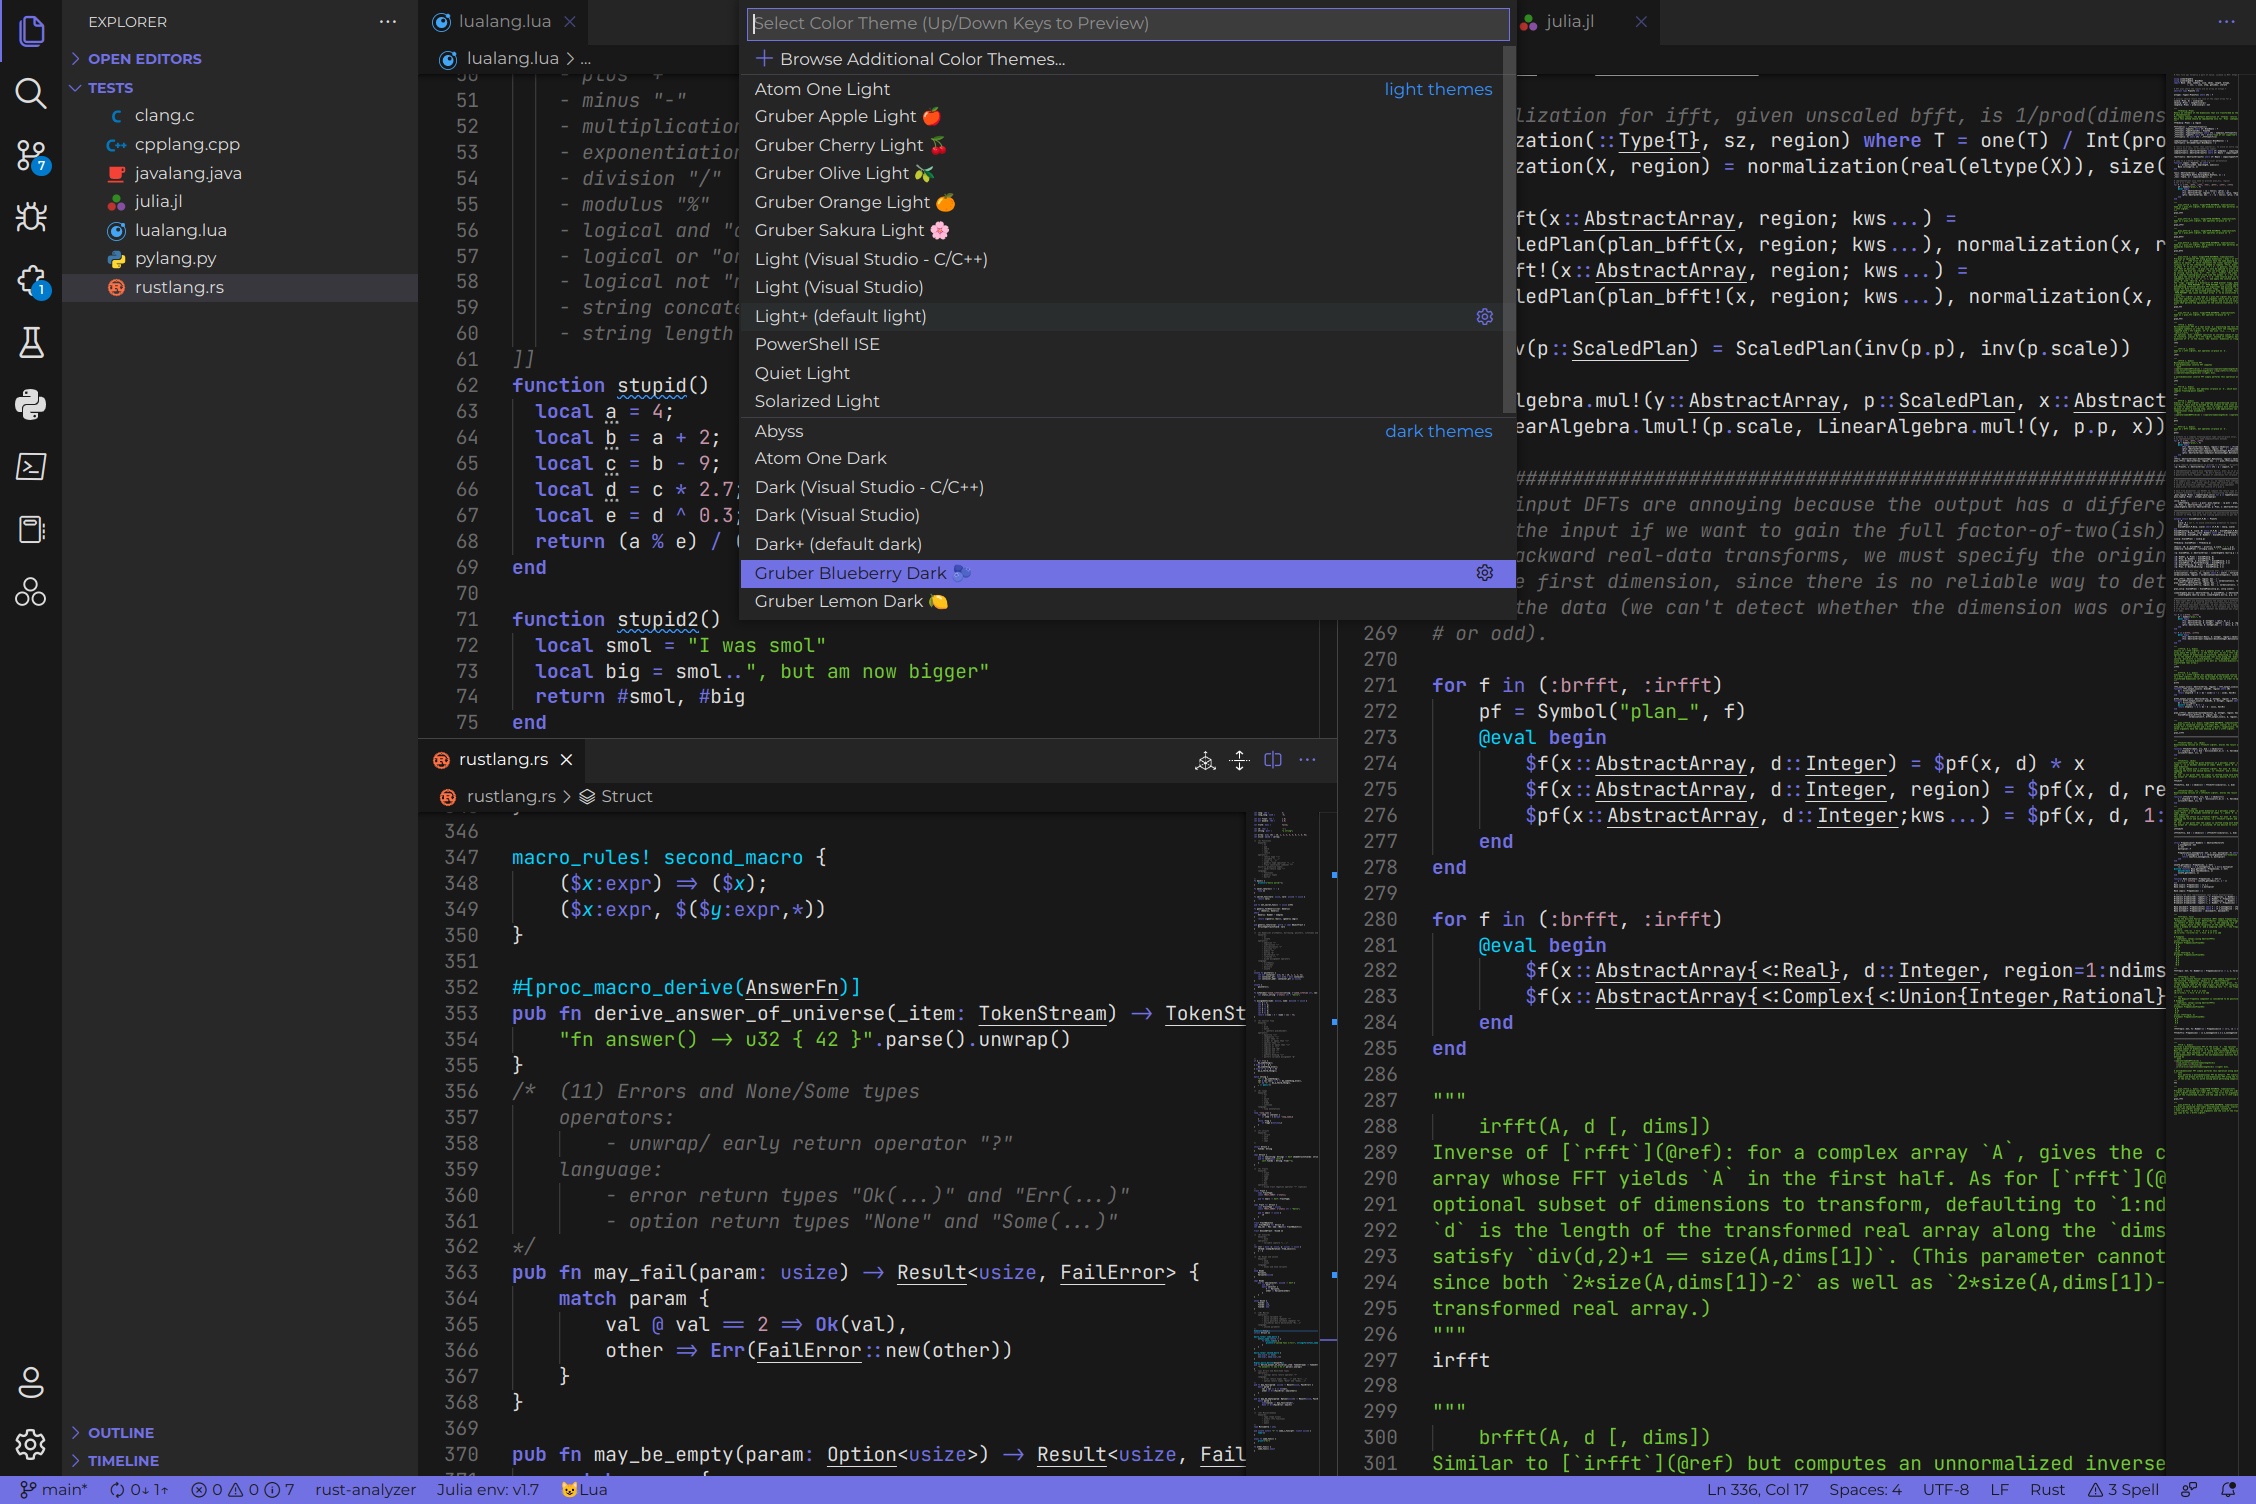 EXPLORER
OPEN EDITORS
TESTS
clang.c
cpplang.cpp
javalang.java
julia.jl
lualang.lua
pylang.py
rustlang.rs
7
1
OUTLINE
TIMELINE
lualang.lua
lualang.lua > ...
50 - plus "+"
51 - minus "-"
52 - multiplication
53 - exponentiation
54 - division "/"
55 - modulus "%"
56 - logical and "
57 - logical or "or
58 - logical not "
59 - string concate
60 - string length
61 ]]
62 function stupid()
63 local a = 4;
64 local b = a + 2;
65 local c = b - 9;
66 local d = c * 2.7;
67 local e = d ^ 0.3;
68 return (a % e) / (
69 end
70
71 function stupid2()
72 local smol = "I was smol"
73 local big = smol..", but am now bigger"
74 return #smol, #big
75 end
Select Color Theme (Up/Down Keys to Preview)
+ Browse Additional Color Themes...
Atom One Light light themes
Gruber Apple Light 🍎
Gruber Cherry Light 🍒
Gruber Olive Light 🫒
Gruber Orange Light 🍊
Gruber Sakura Light 🌸
Light (Visual Studio - C/C++)
Light (Visual Studio)
Light+ (default light)
PowerShell ISE
Quiet Light
Solarized Light
Abyss dark themes
Atom One Dark
Dark (Visual Studio - C/C++)
Dark (Visual Studio)
Dark+ (default dark)
Gruber Blueberry Dark 🫐
Gruber Lemon Dark 🍋
rustlang.rs
rustlang.rs > Struct
346
347 macro_rules! second_macro {
348 ($x:expr) => ($x);
349 ($x:expr, $($y:expr,*))
350 }
351
352 #[proc_macro_derive(AnswerFn)]
353 pub fn derive_answer_of_universe(_item: TokenStream) -> TokenSt
354 "fn answer() -> u32 { 42 }".parse().unwrap()
355 }
356 /* (11) Errors and None/Some types
357 operators:
358 - unwrap/ early return operator "?"
359 language:
360 - error return types "Ok(...)" and "Err(...)"
361 - option return types "None" and "Some(...)"
362 */
363 pub fn may_fail(param: usize) -> Result<usize, FailError> {
364 match param {
365 val @ val == 2 => Ok(val),
366 other => Err(FailError::new(other))
367 }
368 }
369
370 pub fn may_be_empty(param: Option<usize>) -> Result<usize, Fail
julia.jl
lization for ifft, given unscaled bfft, is 1/prod(dimens
zation(::Type{T}, sz, region) where T = one(T) / Int(pro
zation(X, region) = normalization(real(eltype(X)), size(
ft(x::AbstractArray, region; kws...) =
ledPlan(plan_bfft(x, region; kws...), normalization(x, r
ft!(x::AbstractArray, region; kws...) =
ledPlan(plan_bfft!(x, region; kws...), normalization(x,
v(p::ScaledPlan) = ScaledPlan(inv(p.p), inv(p.scale))
lgebra.mul!(y::AbstractArray, p::ScaledPlan, x::Abstract
earAlgebra.lmul!(p.scale, LinearAlgebra.mul!(y, p.p, x))
########################################################
input DFTs are annoying because the output has a differe
the input if we want to gain the full factor-of-two(ish)
ackward real-data transforms, we must specify the origin
e first dimension, since there is no reliable way to det
the data (we can't detect whether the dimension was orig
269 # or odd).
270
271 for f in (:brfft, :irfft)
272 pf = Symbol("plan_", f)
273 @eval begin
274 $f(x::AbstractArray, d::Integer) = $pf(x, d) * x
275 $f(x::AbstractArray, d::Integer, region) = $pf(x, d, re
276 $pf(x::AbstractArray, d::Integer;kws...) = $pf(x, d, 1:
277 end
278 end
279
280 for f in (:brfft, :irfft)
281 @eval begin
282 $f(x::AbstractArray{<:Real}, d::Integer, region=1:ndims
283 $f(x::AbstractArray{<:Complex{<:Union{Integer,Rational}
284 end
285 end
286
287 """
288 irfft(A, d [, dims])
289 Inverse of [`rfft`](@ref): for a complex array `A`, gives the c
290 array whose FFT yields `A` in the first half. As for [`rfft`](@
291 optional subset of dimensions to transform, defaulting to `1:nd
292 `d` is the length of the transformed real array along the `dims
293 satisfy `div(d,2)+1 == size(A,dims[1])`. (This parameter cannot
294 since both `2*size(A,dims[1])-2` as well as `2*size(A,dims[1])-
295 transformed real array.)
296 """
297 irfft
298
299 """
300 brfft(A, d [, dims])
301 Similar to [`irfft`](@ref) but computes an unnormalized inverse
main* 0↓ 1↑ 0 0 7 rust-analyzer Julia env: v1.7 😺Lua
Ln 336, Col 17 Spaces: 4 UTF-8 LF Rust 3 Spell